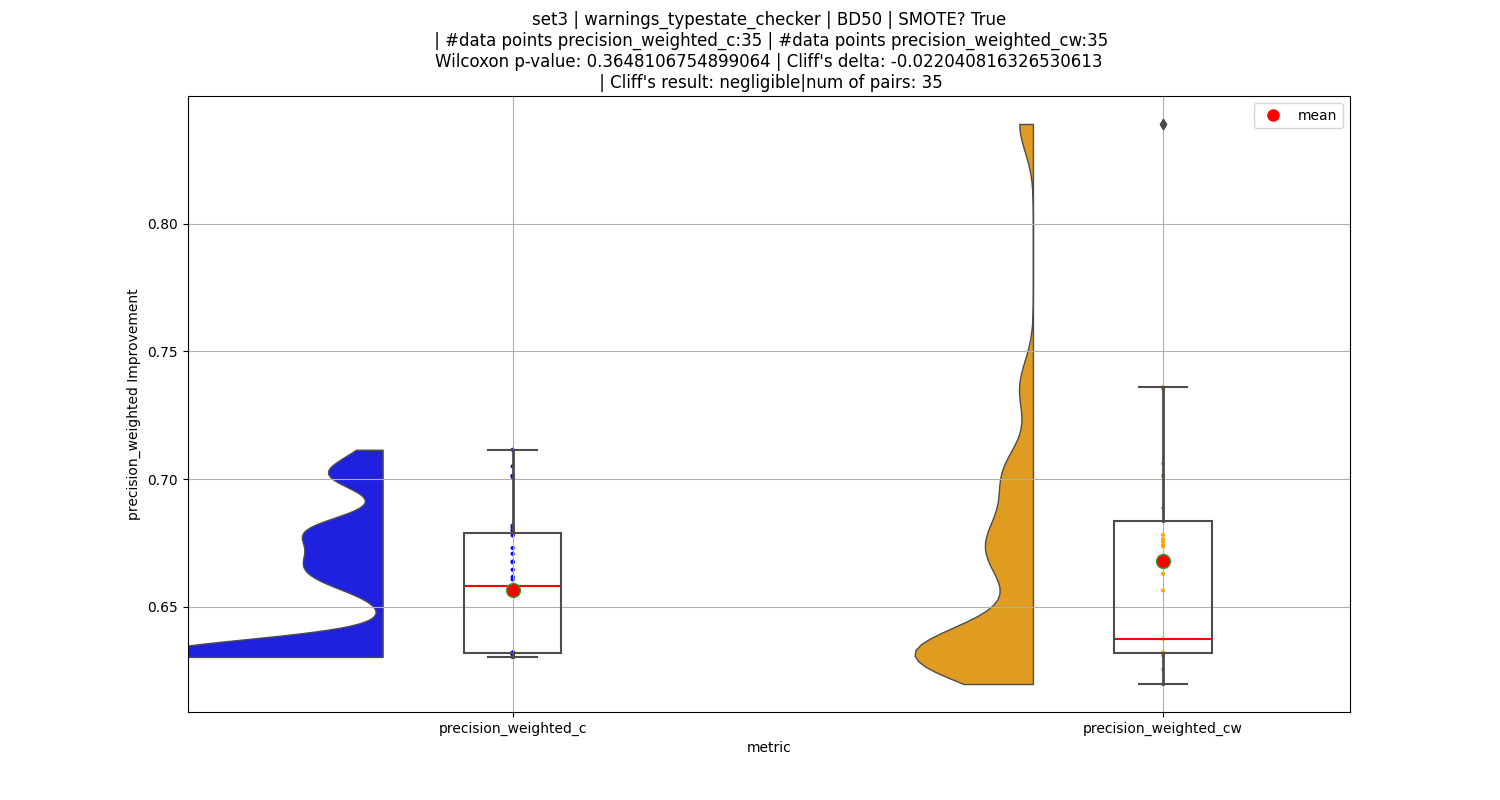 set3 | warnings_typestate_checker | BD50 | SMOTE? True
| #data points precision_weighted_c:35 | #data points precision_weighted_cw:35
Wilcoxon p-value: 0.3648106754899064 | Cliff's delta: -0.022040816326530613
| Cliff's result: negligible|num of pairs: 35
mean
0.80
0.75
0.70
0.65
precision_weighted Improvement
precision_weighted_c
precision_weighted_cw
metric